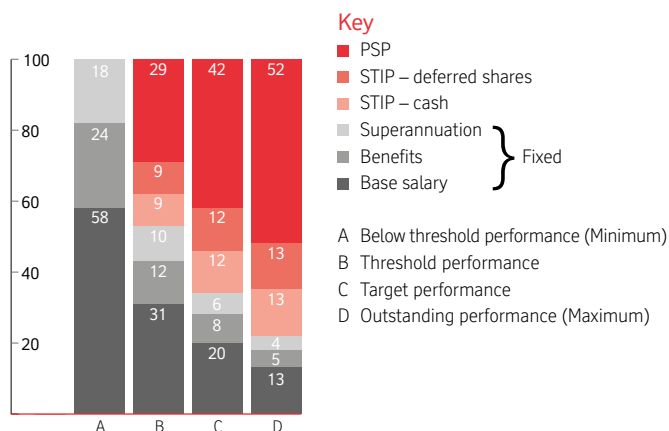 100
80
60
40
20
18
24
58
29
9
9
10
12
31
42
12
12
6
8
20
52
13
13
4
5
13
A B C D
Key
PSP
STIP – deferred shares
STIP – cash
Superannuation
Benefits
Base salary
Fixed
A Below threshold performance (Minimum)
B Threshold performance
C Target performance
D Outstanding performance (Maximum)